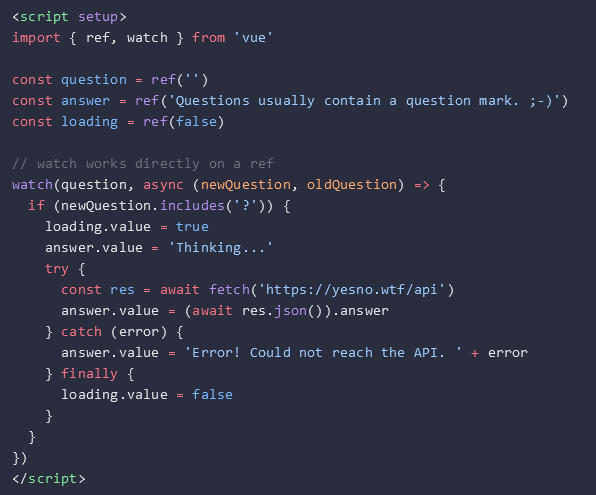 <script setup>
import { ref, watch } from 'vue'

const question = ref('')
const answer = ref('Questions usually contain a question mark. ;-)')
const loading = ref(false)

// watch works directly on a ref
watch(question, async (newQuestion, oldQuestion) => {
  if (newQuestion.includes('?')) {
    loading.value = true
    answer.value = 'Thinking...'
    try {
      const res = await fetch('https://yesno.wtf/api')
      answer.value = (await res.json()).answer
    } catch (error) {
      answer.value = 'Error! Could not reach the API. ' + error
    } finally {
      loading.value = false
    }
  }
})
</script>